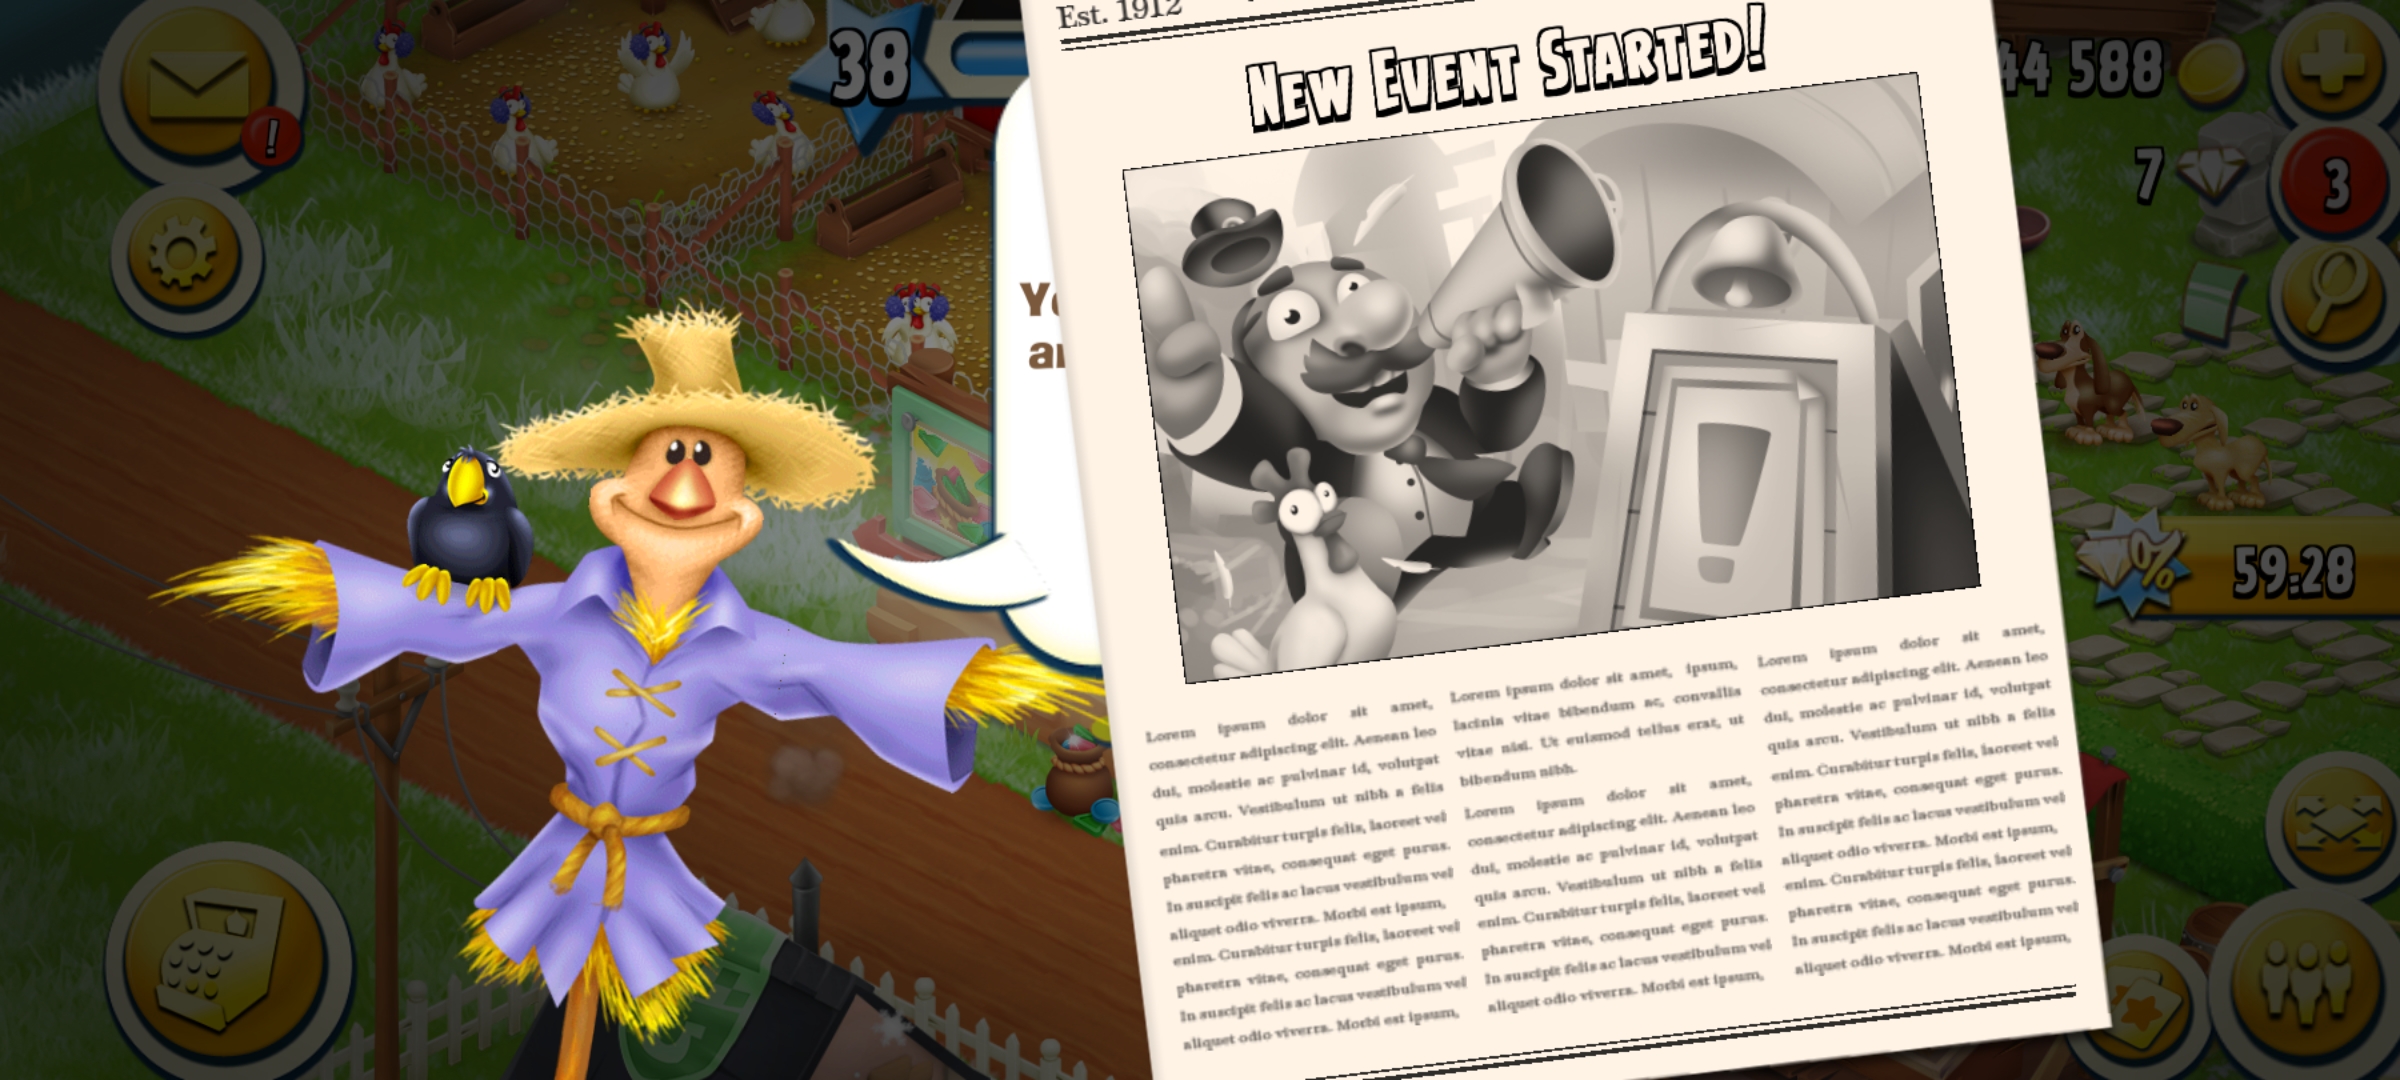 Est. 1912
38
New Event Started!
44 588
!
7
3
%
59:28
Lorem ipsum dolor sit amet,
consectetur adipiscing elit. Aenean leo
dui, molestie ac pulvinar id, volutpat
quis arcu. Vestibulum ut nibh a felis
enim. Curabitur turpis felis, laoreet vel
pharetra vitae, consequat eget purus.
In suscipit felis ac lacus vestibulum vel
aliquet odio viverra. Morbi est ipsum,
enim. Curabitur turpis felis, laoreet vel
pharetra vitae, consequat eget purus.
In suscipit felis ac lacus vestibulum vel
aliquet odio viverra. Morbi est ipsum,
Lorem ipsum dolor sit amet, ipsum,
lacinia vitae bibendum ac, convallis
vitae nisi. Ut euismod tellus erat, ut
bibendum nibh.
Lorem ipsum dolor sit amet,
consectetur adipiscing elit. Aenean leo
dui, molestie ac pulvinar id, volutpat
quis arcu. Vestibulum ut nibh a felis
enim. Curabitur turpis felis, laoreet vel
pharetra vitae, consequat eget purus.
In suscipit felis ac lacus vestibulum vel
aliquet odio viverra. Morbi est ipsum,
Lorem ipsum dolor sit amet,
consectetur adipiscing elit. Aenean leo
dui, molestie ac pulvinar id, volutpat
quis arcu. Vestibulum ut nibh a felis
enim. Curabitur turpis felis, laoreet vel
pharetra vitae, consequat eget purus.
In suscipit felis ac lacus vestibulum vel
aliquet odio viverra. Morbi est ipsum,
enim. Curabitur turpis felis, laoreet vel
pharetra vitae, consequat eget purus.
In suscipit felis ac lacus vestibulum vel
aliquet odio viverra. Morbi est ipsum,